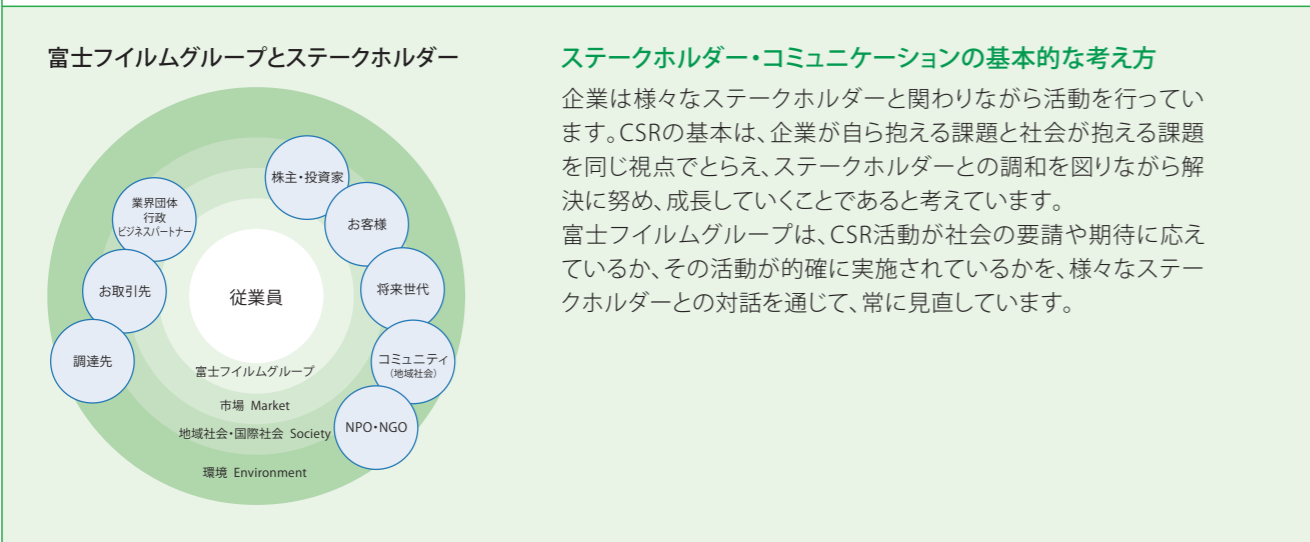 富士フイルムグループとステークホルダー
株主・投資家
業界団体
行政
ビジネスパートナー
お客様
お取引先
従業員
将来世代
調達先
コミュニティ
（地域社会）
富士フイルムグループ
市場 Market
地域社会・国際社会 Society
NPO・NGO
環境 Environment
ステークホルダー・コミュニケーションの基本的な考え方
企業は様々なステークホルダーと関わりながら活動を行ってい
ます。CSRの基本は、企業が自ら抱える課題と社会が抱える課題
を同じ視点でとらえ、ステークホルダーとの調和を図りながら解
決に努め、成長していくことであると考えています。
富士フイルムグループは、CSR活動が社会の要請や期待に応え
ているか、その活動が的確に実施されているかを、様々なステー
クホルダーとの対話を通じて、常に見直しています。